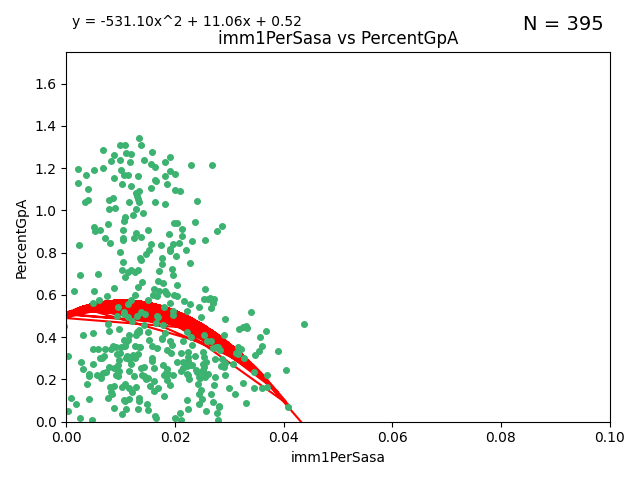 y = -531.10x^2 + 11.06x + 0.52
N = 395
imm1PerSasa vs PercentGpA
PercentGpA
1.6
1.4
1.2
1.0
0.8
0.6
0.4
0.2
0.0
0.00 0.02 0.04 0.06 0.08 0.10
imm1PerSasa